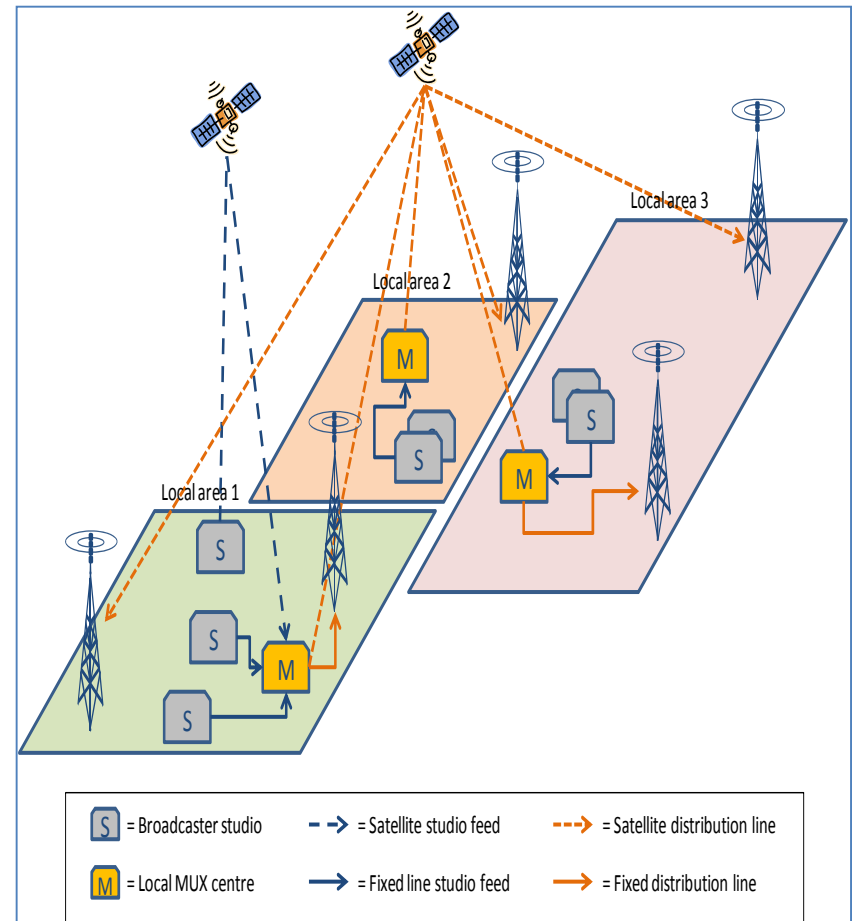 Local area 3
Local area 2
M
S
S
M
Local area 1
S
S
M
S
S = Broadcaster studio
= Satellite studio feed
= Satellite distribution line
M = Local MUX centre
= Fixed line studio feed
= Fixed distribution line